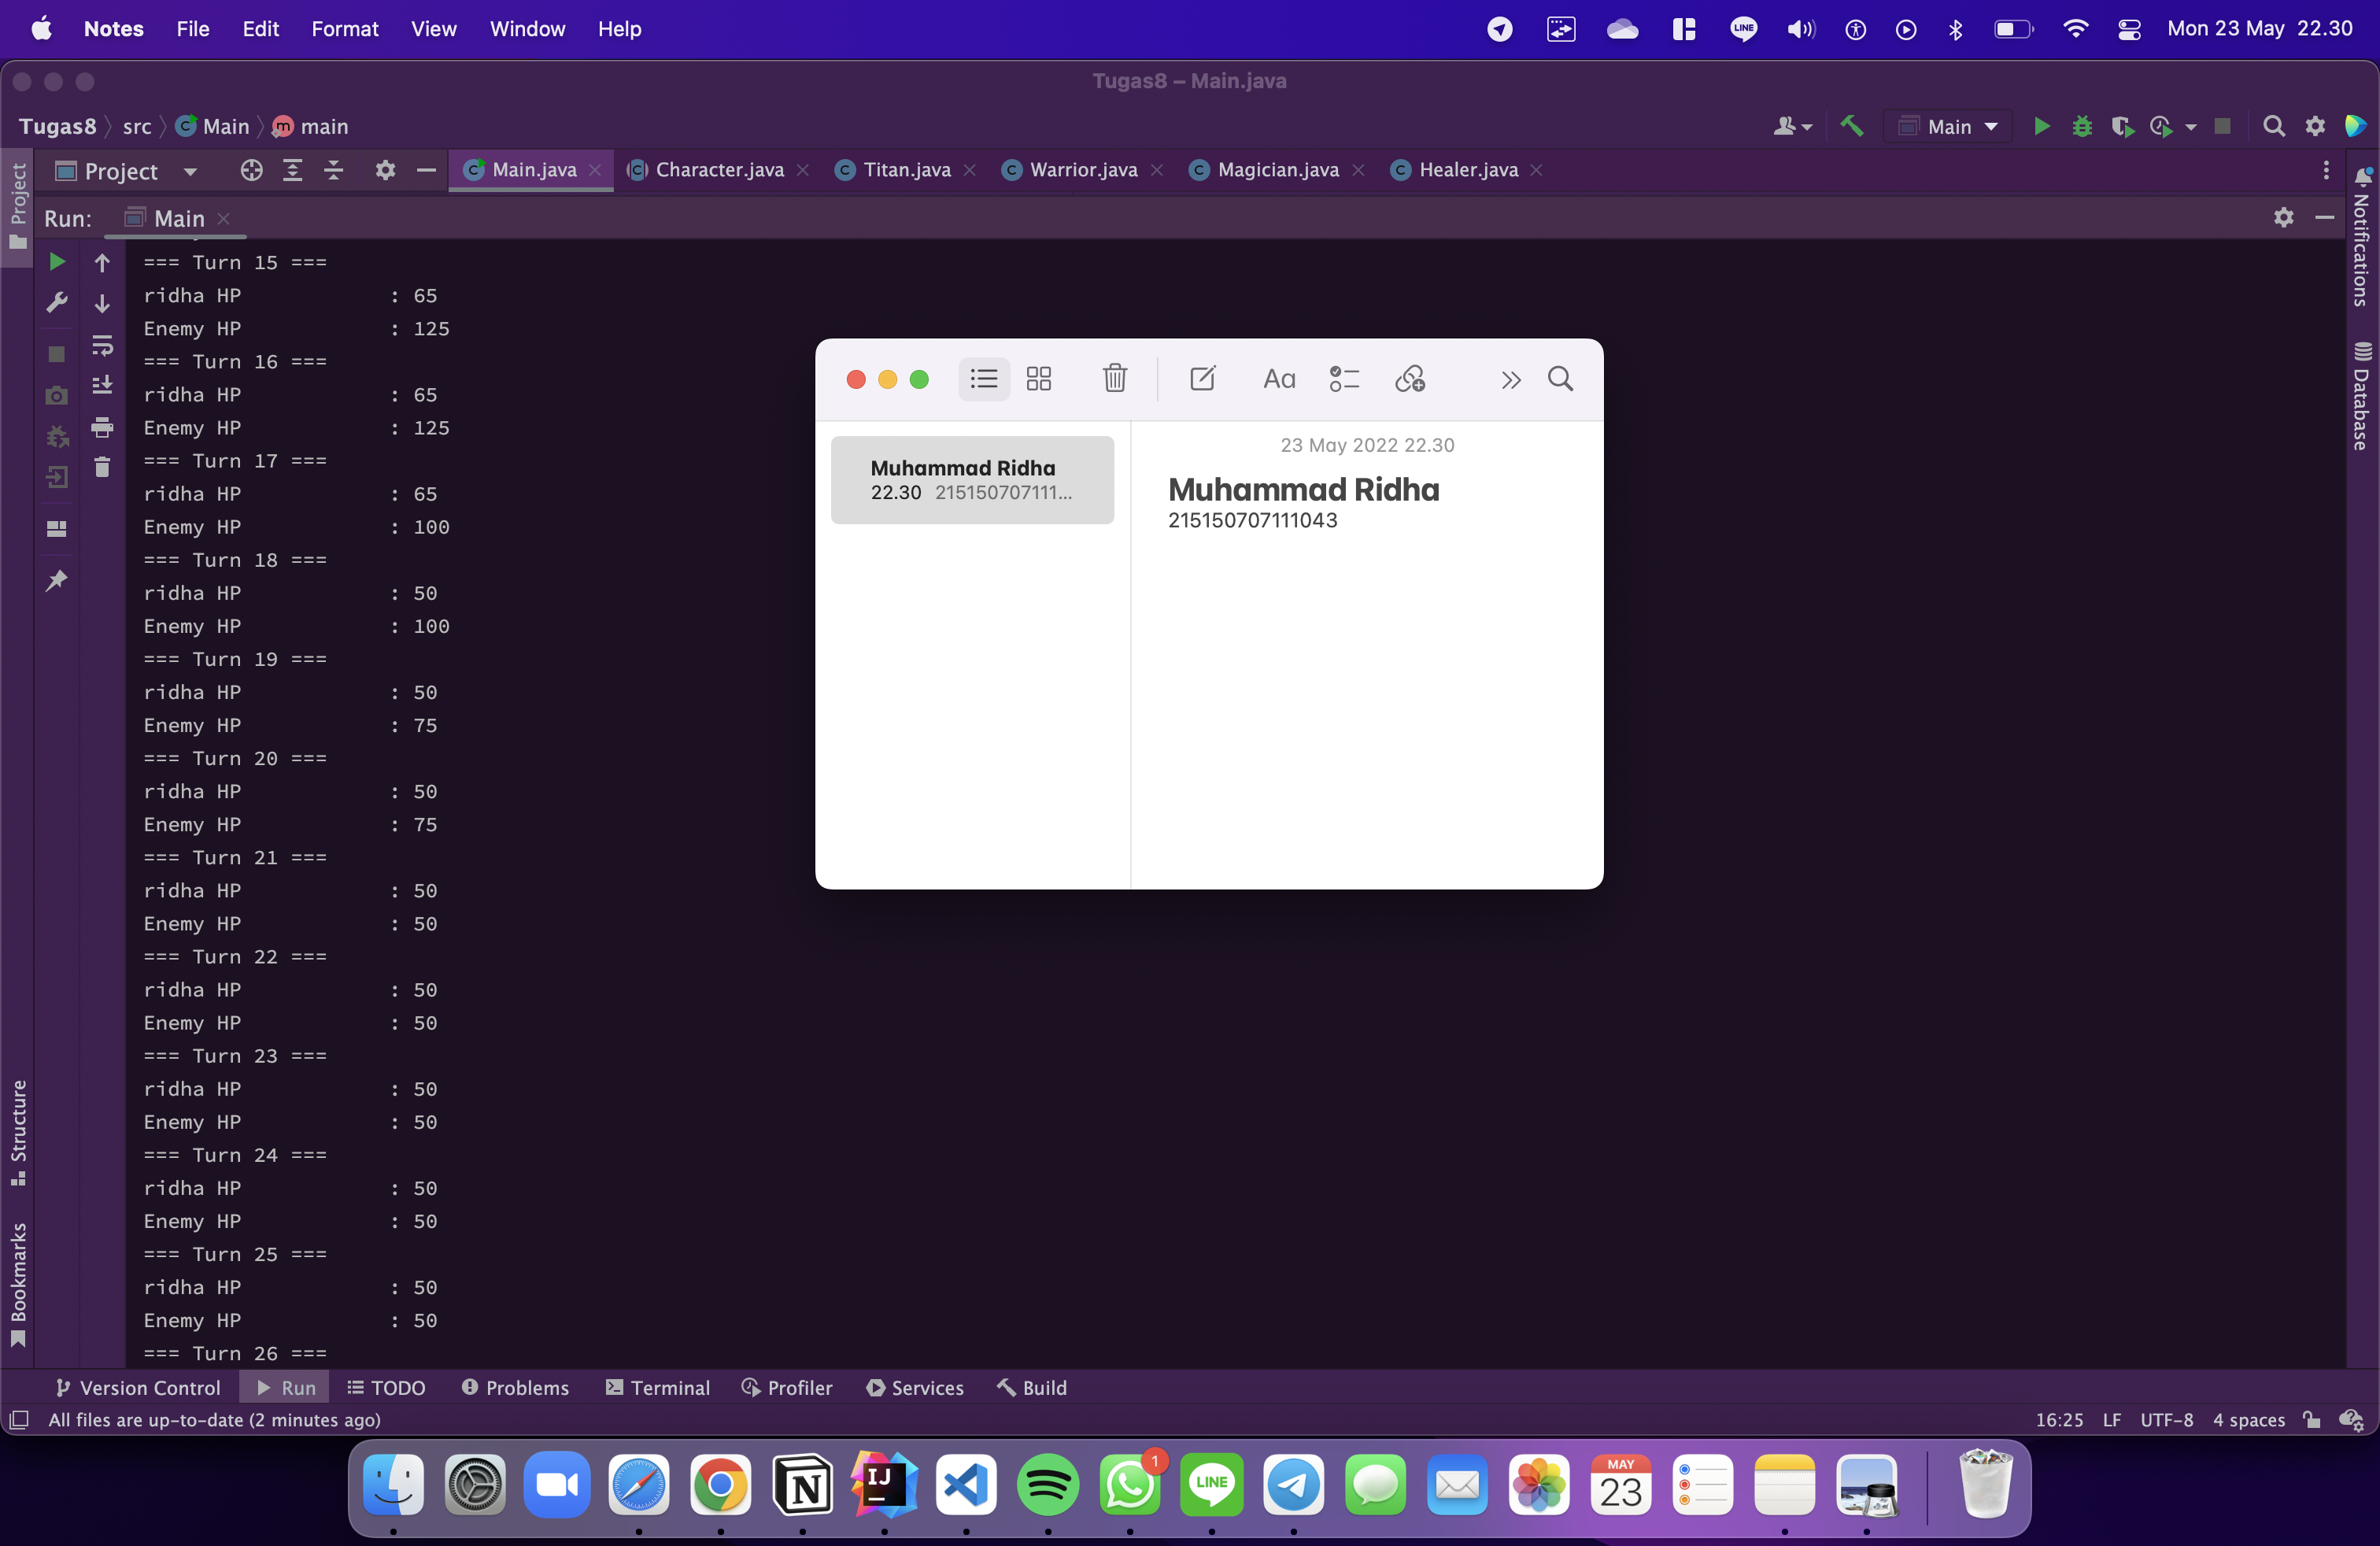 Notes File Edit Format View Window Help LINE Mon 23 May 22.30
Tugas8 – Main.java
Tugas8 src Main main Main
Project Main.java Character.java Titan.java Warrior.java Magician.java Healer.java
Run: Main
=== Turn 15 ===
ridha HP : 65
Enemy HP : 125
=== Turn 16 ===
ridha HP : 65
Enemy HP : 125
=== Turn 17 ===
ridha HP : 65
Enemy HP : 100
=== Turn 18 ===
ridha HP : 50
Enemy HP : 100
=== Turn 19 ===
ridha HP : 50
Enemy HP : 75
=== Turn 20 ===
ridha HP : 50
Enemy HP : 75
=== Turn 21 ===
ridha HP : 50
Enemy HP : 50
=== Turn 22 ===
ridha HP : 50
Enemy HP : 50
=== Turn 23 ===
ridha HP : 50
Enemy HP : 50
=== Turn 24 ===
ridha HP : 50
Enemy HP : 50
=== Turn 25 ===
ridha HP : 50
Enemy HP : 50
=== Turn 26 ===
Project
Structure
Bookmarks
Notifications
Database
Aa
Muhammad Ridha
22.30 215150707111...
23 May 2022 22.30
Muhammad Ridha
215150707111043
Version Control Run TODO Problems Terminal Profiler Services Build
All files are up-to-date (2 minutes ago) 16:25 LF UTF-8 4 spaces
N IJ 1 LINE MAY 23